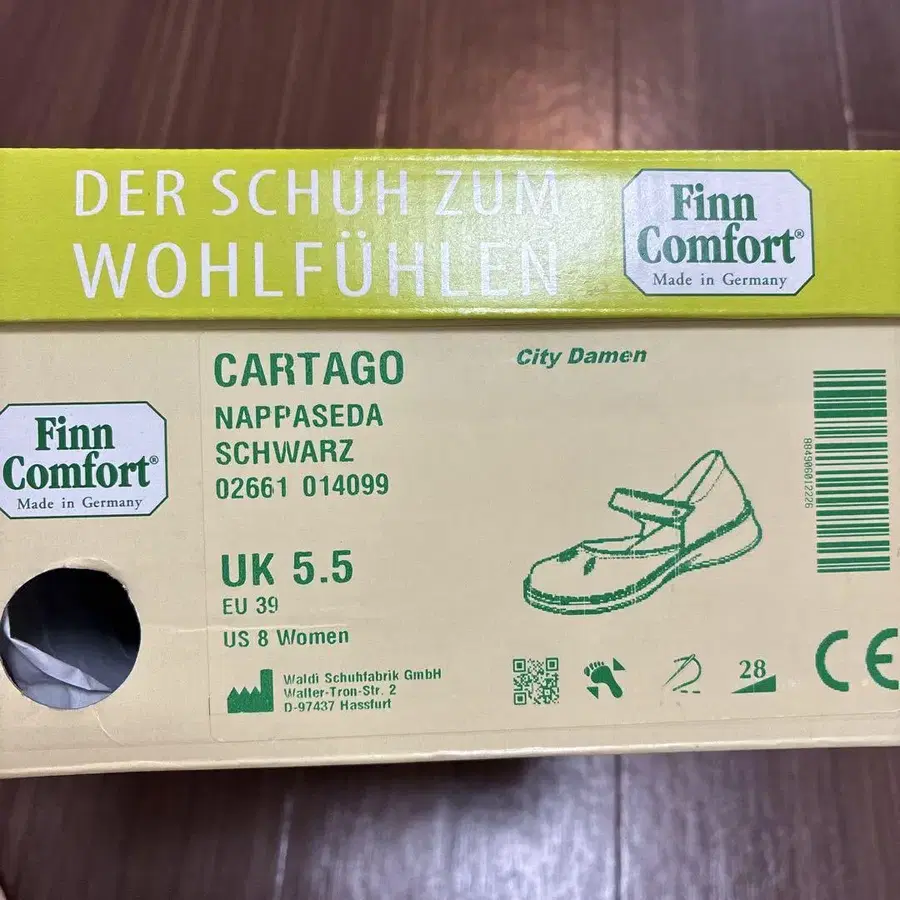 DER SCHUH ZUM
WOHLFÜHLEN
Finn
Comfort®
Made in Germany
Finn
Comfort®
Made in Germany
CARTAGO
NAPPASEDA
SCHWARZ
02661 014099
City Damen
884906012226
UK 5.5
EU 39
US 8 Women
Waldi Schuhfabrik GmbH
Walter-Tron-Str. 2
D-97437 Hassfurt
28
CE